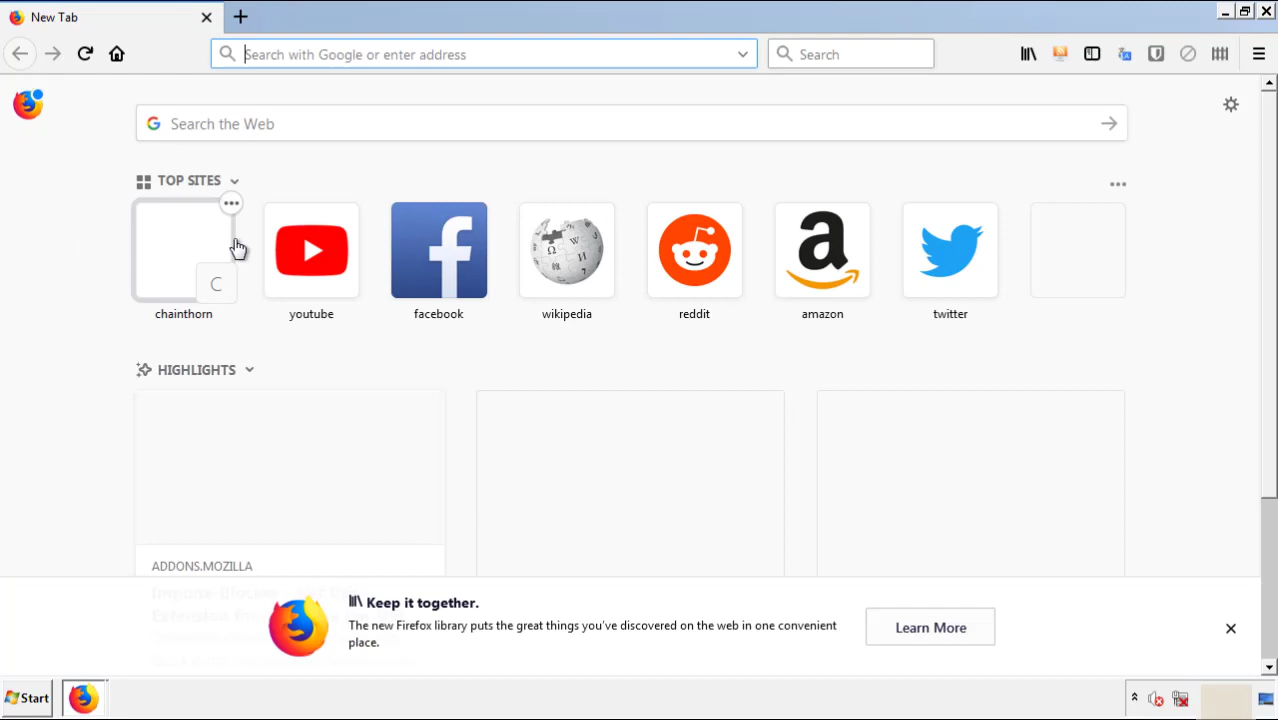 New Tab
Search with Google or enter address
Search
Search the Web
TOP SITES
C
chainthorn
youtube
facebook
wikipedia
reddit
amazon
twitter
HIGHLIGHTS
ADDONS.MOZILLA
Keep it together.
The new Firefox library puts the great things you've discovered on the web in one convenient
place.
Learn More
Start